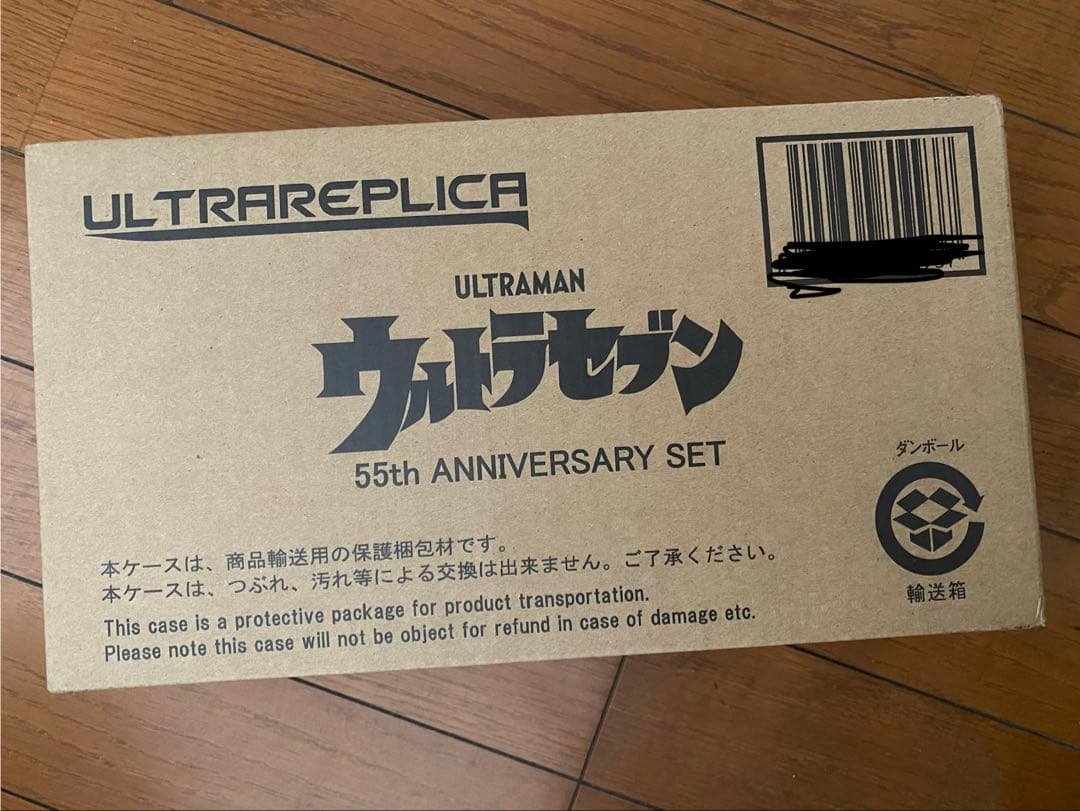 ULTRAREPLICA
ULTRAMAN
ウルトラセブン
55th ANNIVERSARY SET
ダンボール
輸送箱
本ケースは、商品輸送用の保護梱包材です。
本ケースは、つぶれ、汚れ等による交換は出来ません。ご了承ください。
This case is a protective package for product transportation.
Please note this case will not be object for refund in case of damage etc.